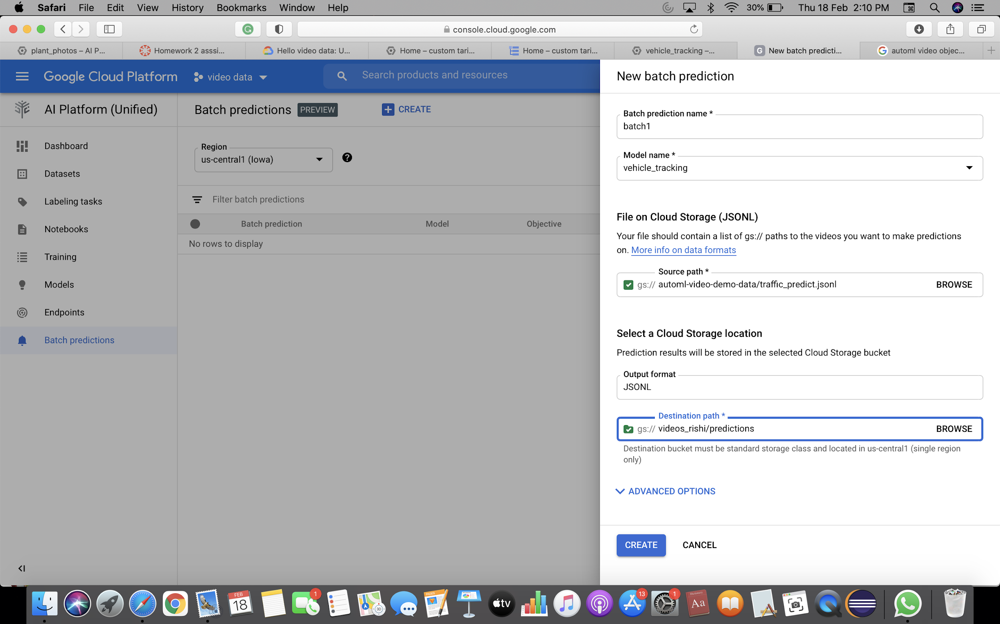 Safari File Edit View History Bookmarks Window Help 30% Thu 18 Feb 2:10 PM
console.cloud.google.com
plant_photos – AI P... Homework 2 asssi... Hello video data: U... Home – custom tari... Home – custom tari... vehicle_tracking –... New batch predicti... automl video objec...
Google Cloud Platform video data Search products and resources
AI Platform (Unified)
Dashboard
Datasets
Labeling tasks
Notebooks
Training
Models
Endpoints
Batch predictions
Batch predictions PREVIEW CREATE
Region
us-central1 (Iowa)
Filter batch predictions
Batch prediction Model Objective
No rows to display
New batch prediction
Batch prediction name *
batch1
Model name *
vehicle_tracking
File on Cloud Storage (JSONL)
Your file should contain a list of gs:// paths to the videos you want to make predictions
on. More info on data formats
Source path *
gs:// automl-video-demo-data/traffic_predict.jsonl BROWSE
Select a Cloud Storage location
Prediction results will be stored in the selected Cloud Storage bucket
Output format
JSONL
Destination path *
gs:// videos_rishi/predictions BROWSE
Destination bucket must be standard storage class and located in us-central1 (single region
only)
ADVANCED OPTIONS
CREATE CANCEL
FEB
18
1
PAGES
3D
tv
13
1
Dictionary
Aa